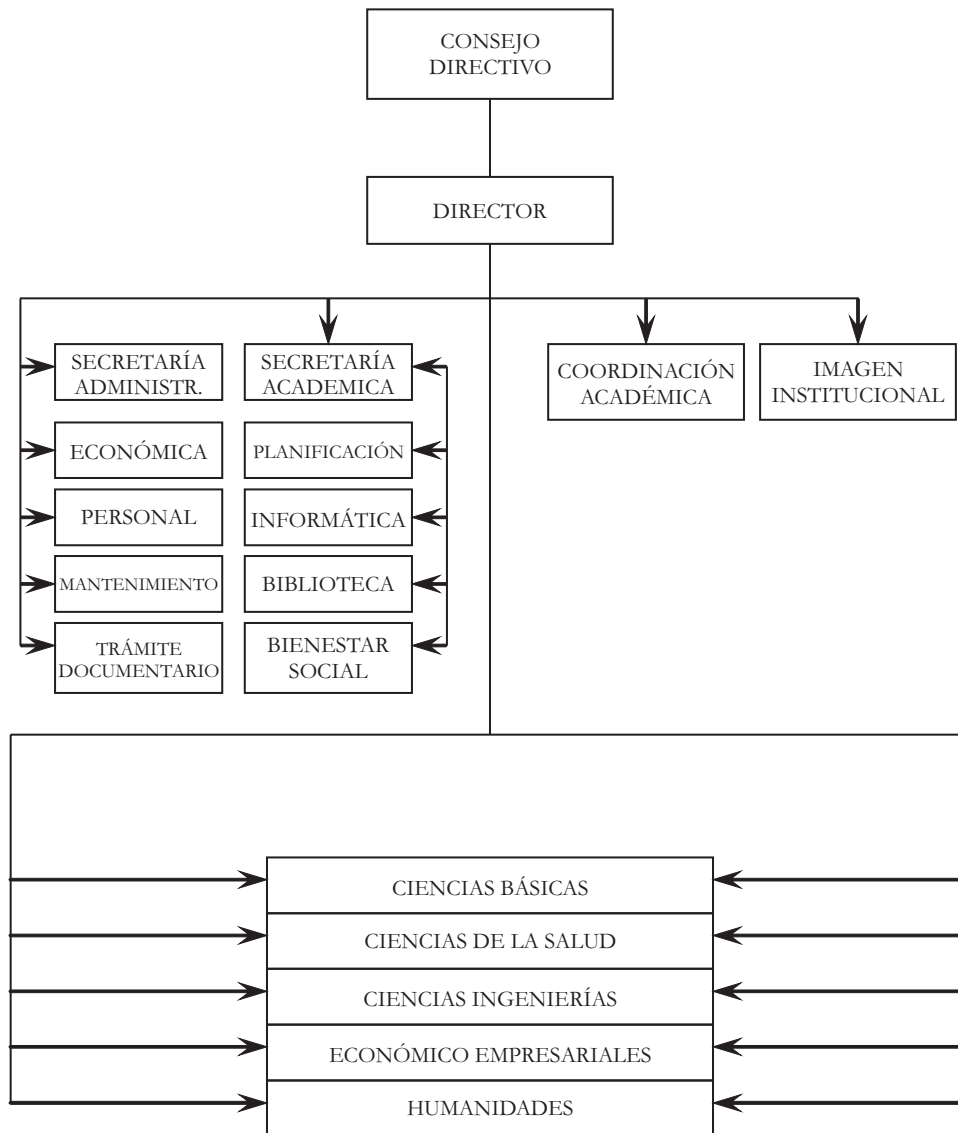 CONSEJO
DIRECTIVO
DIRECTOR
SECRETARÍA
ADMINISTR.
SECRETARÍA
ACADEMICA
COORDINACIÓN
ACADÉMICA
IMAGEN
INSTITUCIONAL
ECONÓMICA
PLANIFICACIÓN
PERSONAL
INFORMÁTICA
MANTENIMIENTO
BIBLIOTECA
TRÁMITE
DOCUMENTARIO
BIENESTAR
SOCIAL
CIENCIAS BÁSICAS
CIENCIAS DE LA SALUD
CIENCIAS INGENIERÍAS
ECONÓMICO EMPRESARIALES
HUMANIDADES